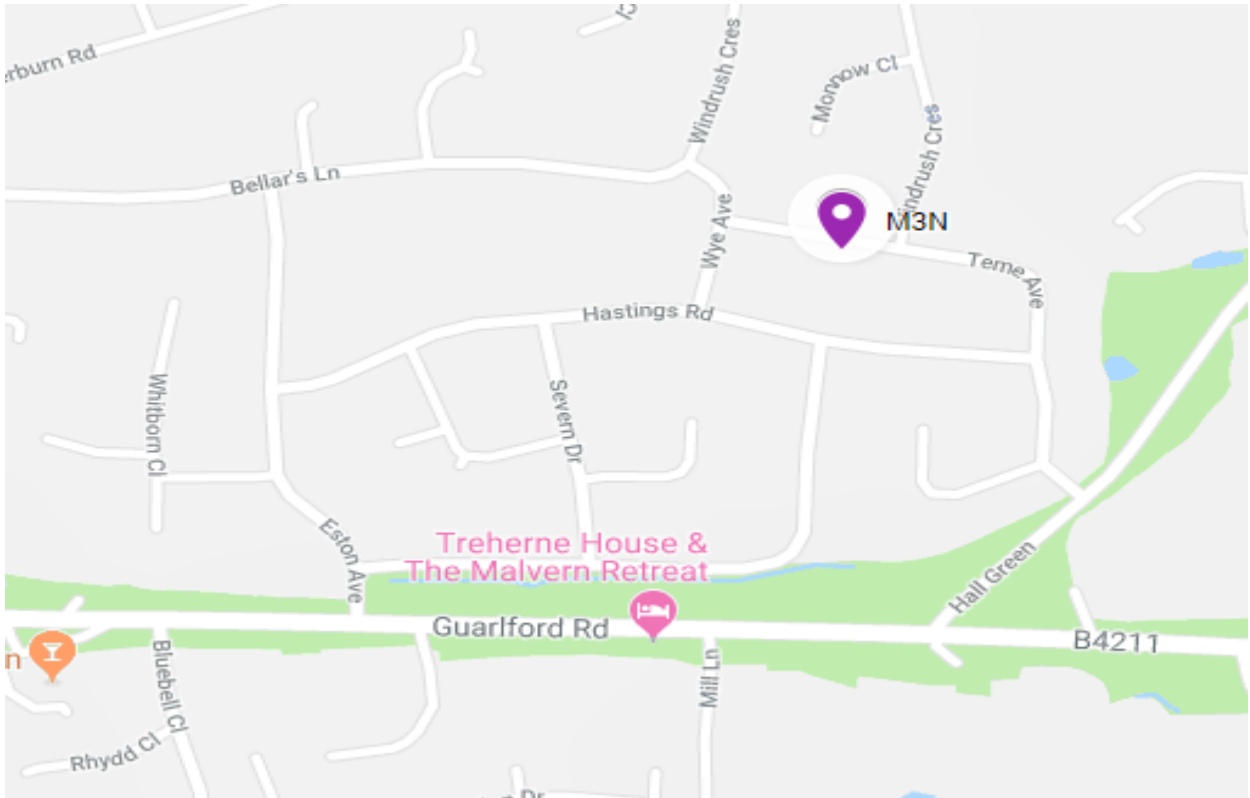 erburn Rd
Cl
Windrush Cres
Monnow Cl
Windrush Cres
Bellar's Ln
M3N
Wye Ave
Teme Ave
Hastings Rd
Whitborn Cl
Severn Dr
Eston Ave
Treherne House &
The Malvern Retreat
Hall Green
Guarlford Rd
B4211
n
Bluebell Cl
Mill Ln
Rhydd Cl
Dr